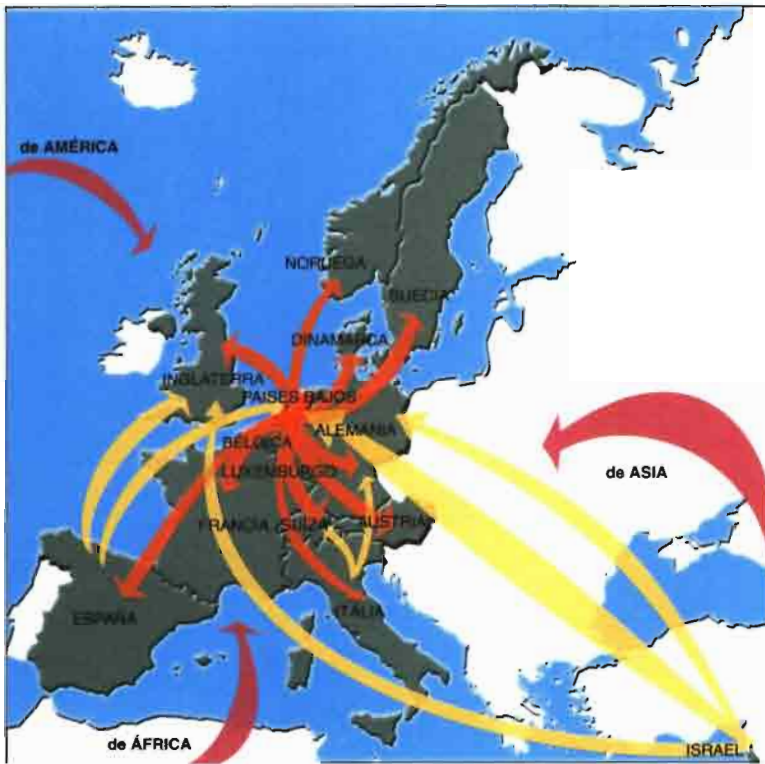 de AMÉRICA
NORUEGA
SUECIA
DINAMARCA
INGLATERRA
PAISES BAJOS
ALEMANIA
BÉLGICA
LUXENBURGO
de ASIA
FRANCIA
SUIZA
AUSTRIA
ITALIA
ESPAÑA
de ÁFRICA
ISRAEL